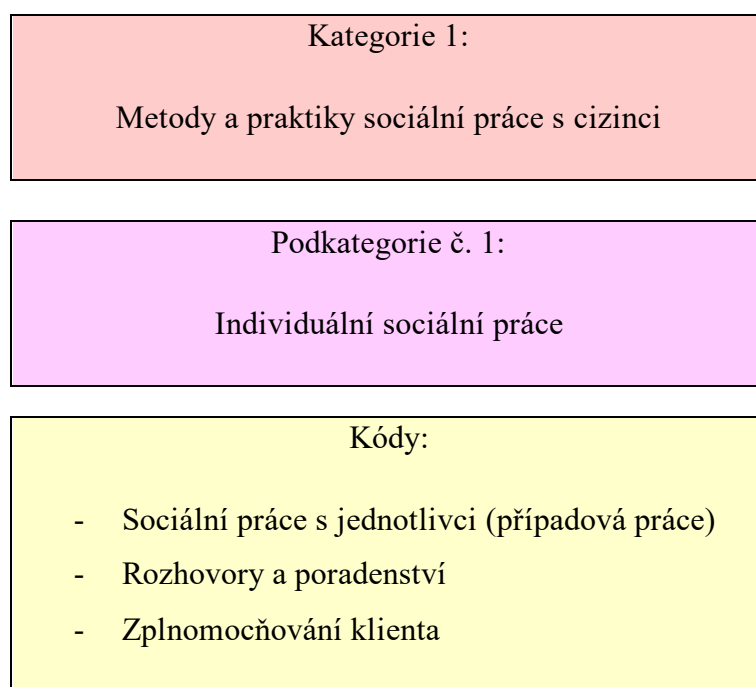 Kategorie 1:
Metody a praktiky sociální práce s cizinci
Podkategorie č. 1:
Individuální sociální práce
Kódy:
- Sociální práce s jednotlivci (případová práce)
- Rozhovory a poradenství
- Zplnomocňování klienta